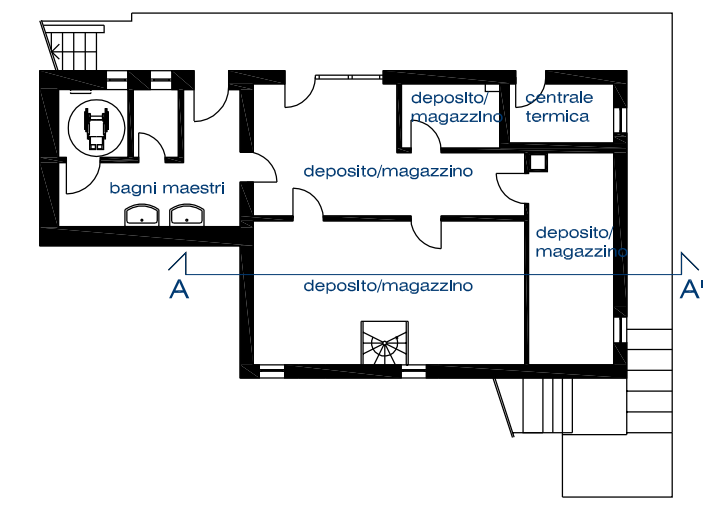 deposito/
magazzino
centrale
termica
deposito/magazzino
bagni maestri
deposito/
magazzino
deposito/magazzino
A
A'